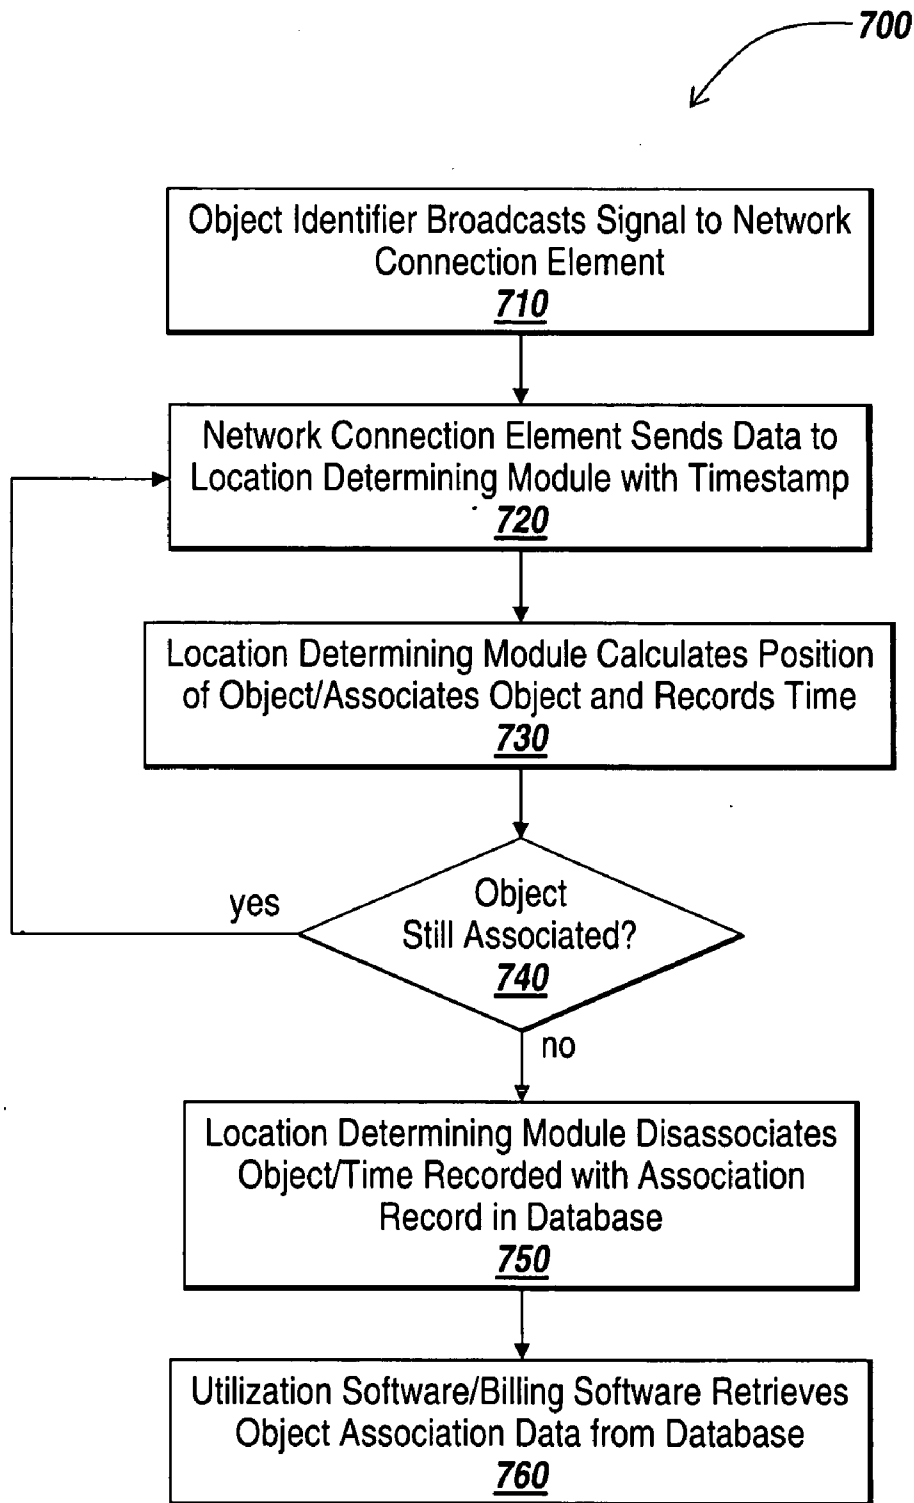 700
Object Identifier Broadcasts Signal to Network
Connection Element
710
Network Connection Element Sends Data to
Location Determining Module with Timestamp
720
Location Determining Module Calculates Position
of Object/Associates Object and Records Time
730
yes
Object
Still Associated?
740
no
Location Determining Module Disassociates
Object/Time Recorded with Association
Record in Database
750
Utilization Software/Billing Software Retrieves
Object Association Data from Database
760